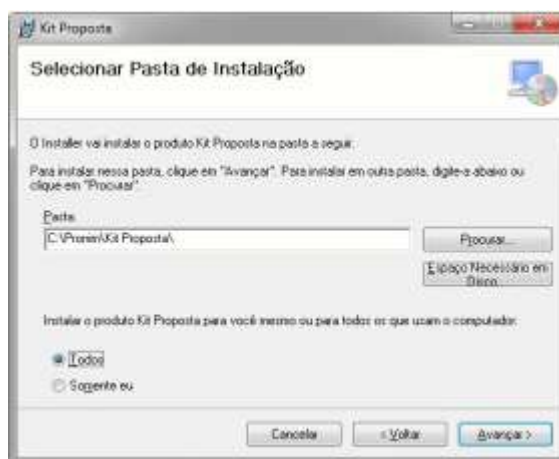 Kit Proposta
Selecionar Pasta de Instalação
O Installer vai instalar o produto Kit Proposta na pasta a seguir.
Para instalar nessa pasta, clique em "Avançar". Para instalar em outra pasta, digite-a abaixo ou
clique em "Procurar"
Pasta:
C:\Pronim\Kit Proposta\
Procurar...
Espaço Necessário em
Disco
Instalar o produto Kit Proposta para você mesmo ou para todos os que usam o computador:
Todos
Somente eu
Cancelar
< Voltar
Avançar >